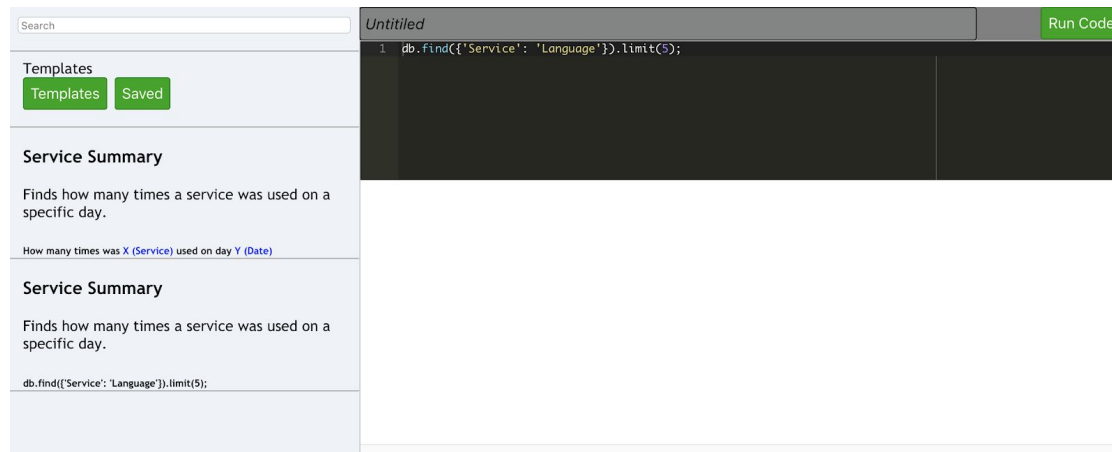 Search
Untitiled
Run Code
1 db.find({'Service': 'Language'}).limit(5);
Templates
Templates Saved
Service Summary
Finds how many times a service was used on a
specific day.
How many times was X (Service) used on day Y (Date)
Service Summary
Finds how many times a service was used on a
specific day.
db.find({'Service': 'Language'}).limit(5);